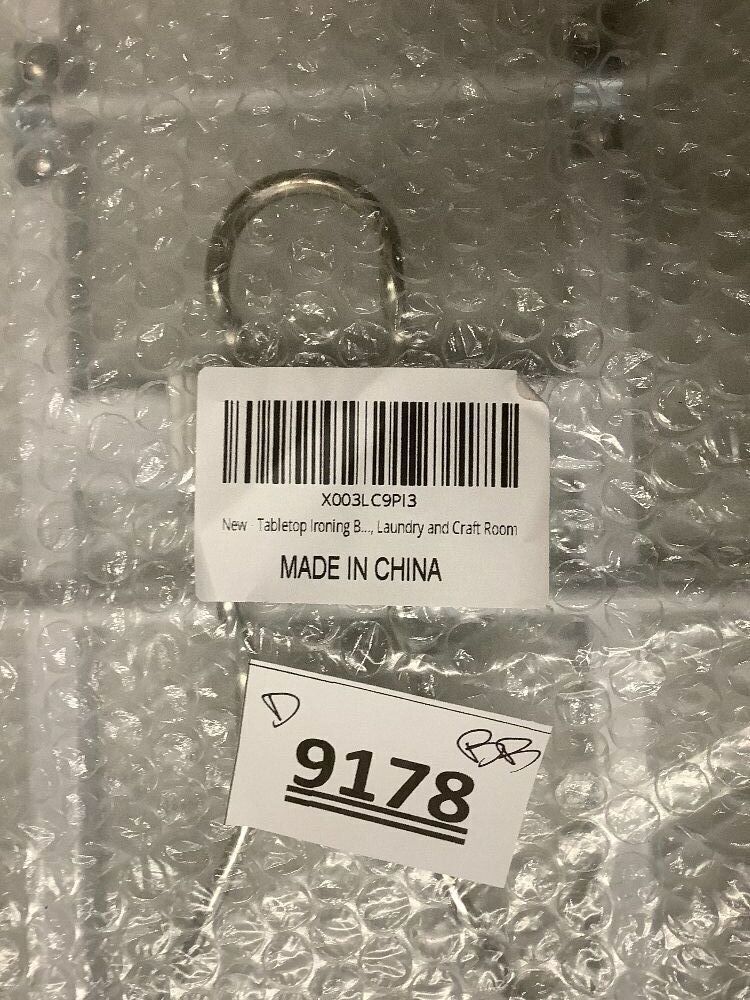 X003LC9PI3
New - Tabletop Ironing B..., Laundry and Craft Room
MADE IN CHINA
D
BB
9178